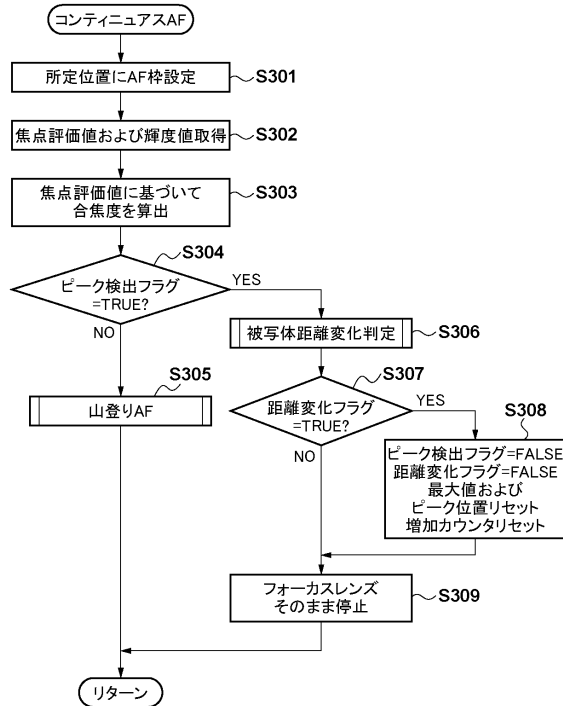 コンティニュアスAF
所定位置にAF枠設定
S301
焦点評価値および輝度値取得
S302
焦点評価値に基づいて
合焦度を算出
S303
S304
ピーク検出フラグ
=TRUE?
YES
NO
被写体距離変化判定
S306
S305
山登りAF
S307
距離変化フラグ
=TRUE?
YES
NO
S308
ピーク検出フラグ=FALSE
距離変化フラグ=FALSE
最大値および
ピーク位置リセット
増加カウンタリセット
フォーカスレンズ
そのまま停止
S309
リターン